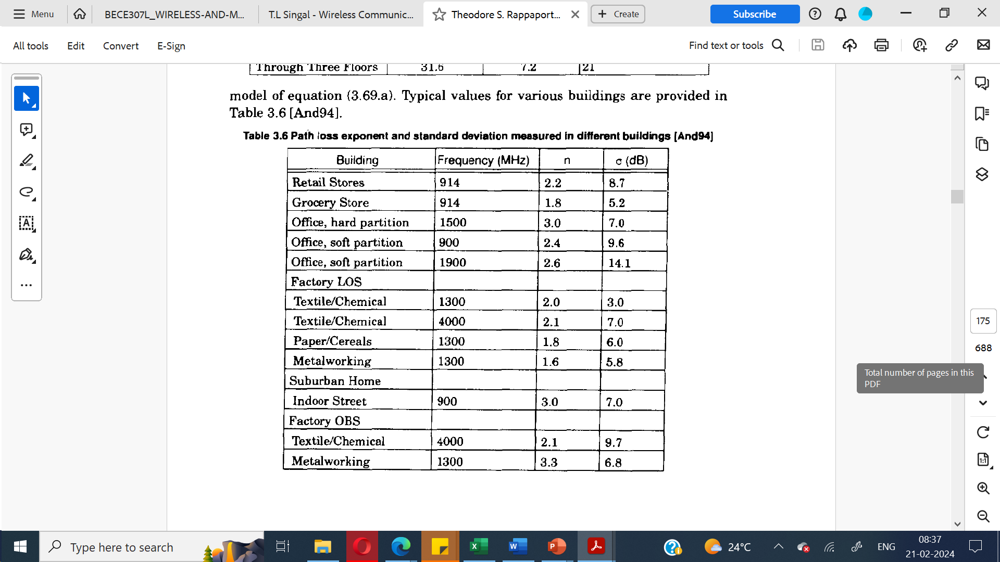 Menu
BECE307L_WIRELESS-AND-M...
T.L Singal - Wireless Communic...
Theodore S. Rappaport...
Create
Subscribe
All tools Edit Convert E-Sign
Find text or tools
Through Three Floors 31.6 7.2 21
model of equation (3.69.a). Typical values for various buildings are provided in
Table 3.6 [And94].
Table 3.6 Path loss exponent and standard deviation measured in different buildings [And94]
Building Frequency (MHz) n σ (dB)
Retail Stores 914 2.2 8.7
Grocery Store 914 1.8 5.2
Office, hard partition 1500 3.0 7.0
Office, soft partition 900 2.4 9.6
Office, soft partition 1900 2.6 14.1
Factory LOS
Textile/Chemical 1300 2.0 3.0
Textile/Chemical 4000 2.1 7.0
Paper/Cereals 1300 1.8 6.0
Metalworking 1300 1.6 5.8
Suburban Home
Indoor Street 900 3.0 7.0
Factory OBS
Textile/Chemical 4000 2.1 9.7
Metalworking 1300 3.3 6.8
175
688
Total number of pages in this
PDF
1:1
Type here to search
24°C
ENG
08:37
21-02-2024